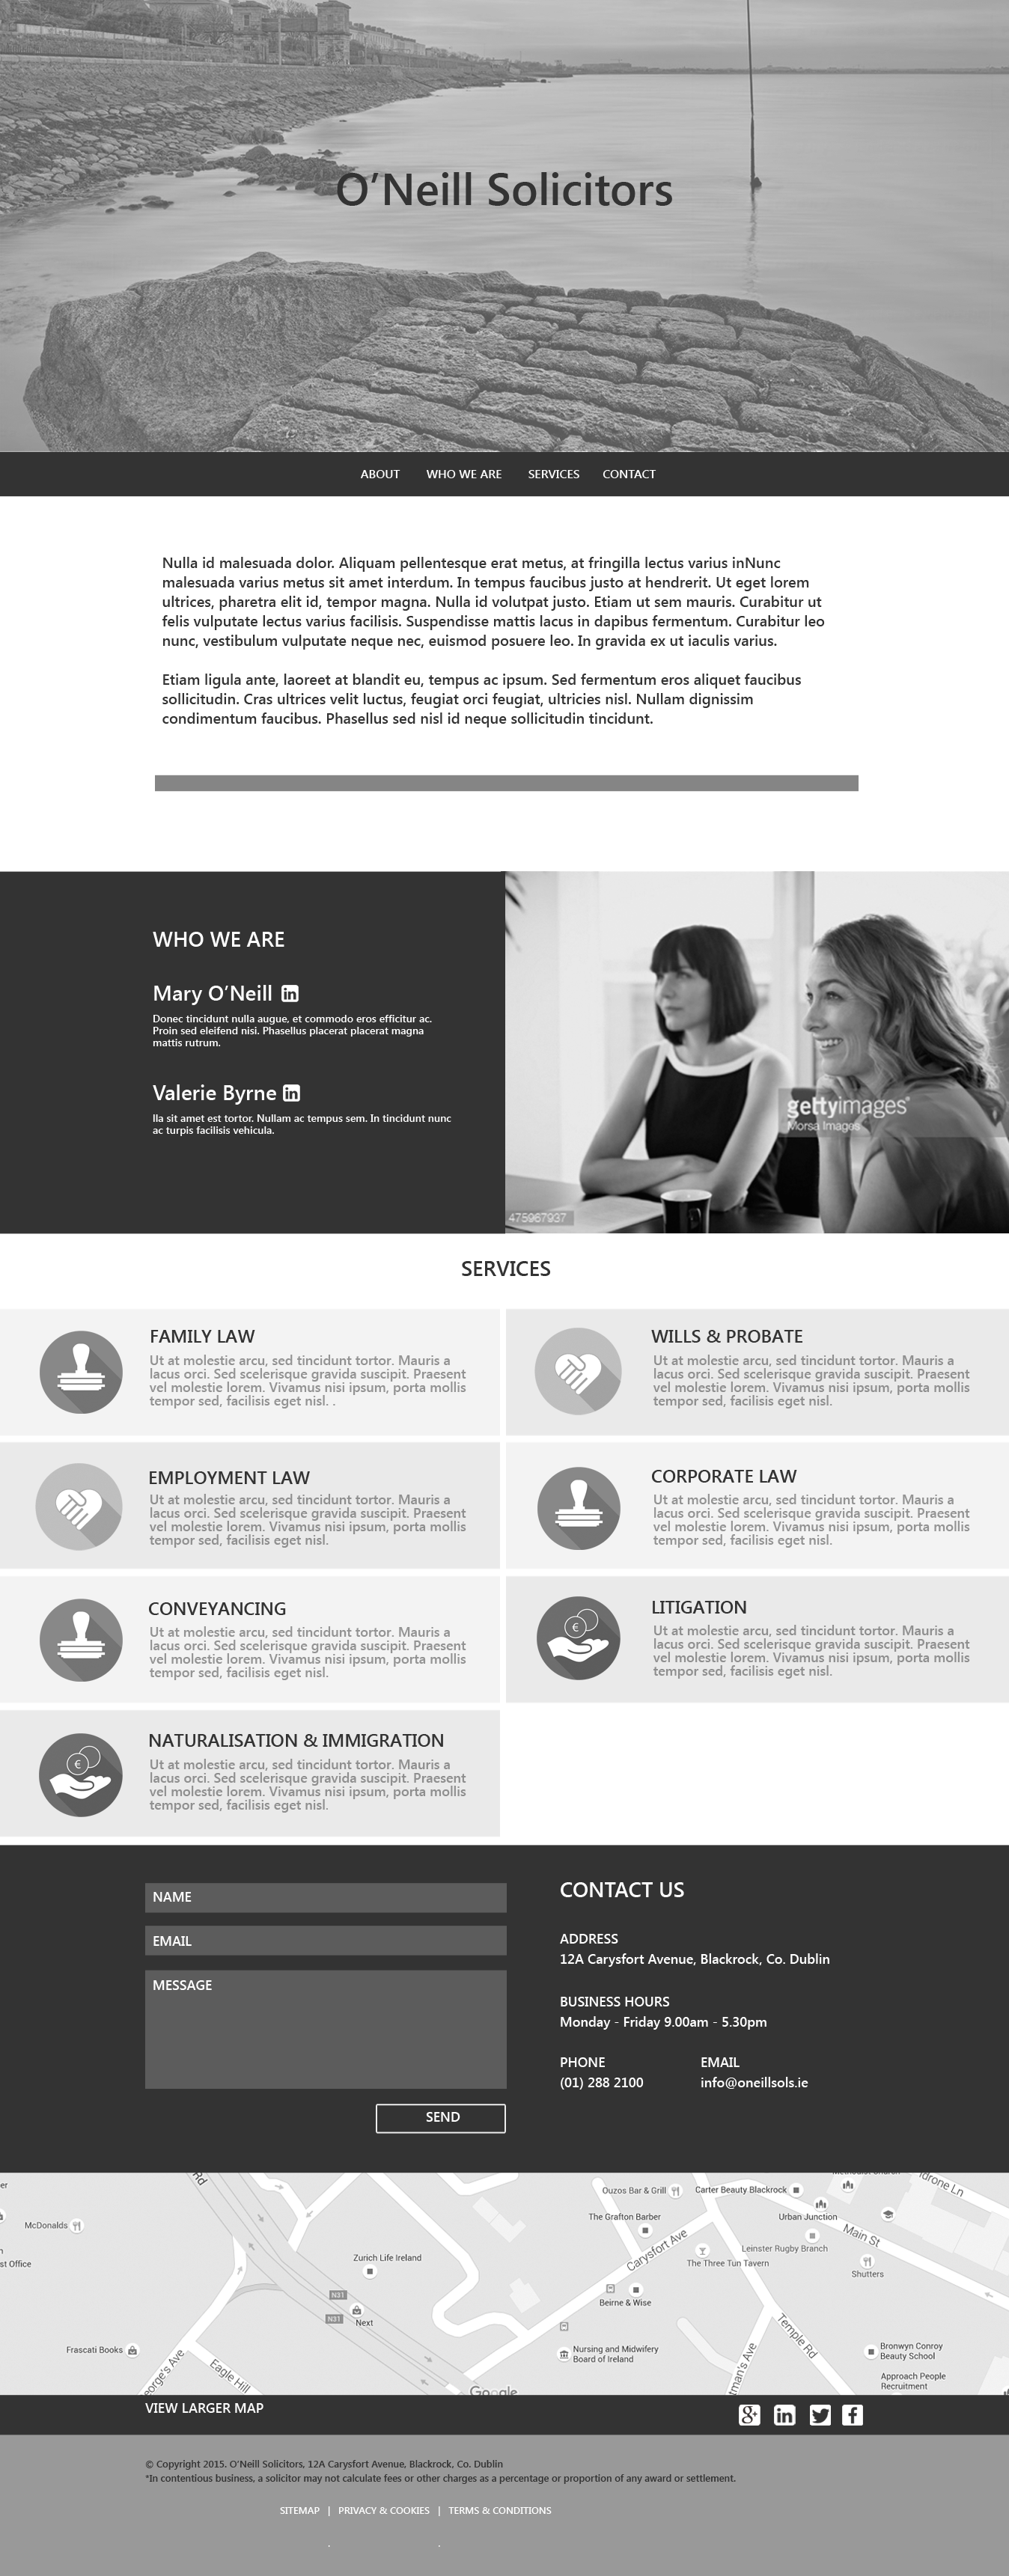 O'Neill Solicitors
ABOUT WHO WE ARE SERVICES CONTACT
Nulla id malesuada dolor. Aliquam pellentesque erat metus, at fringilla lectus varius inNunc
malesuada varius metus sit amet interdum. In tempus faucibus justo at hendrerit. Ut eget lorem
ultrices, pharetra elit id, tempor magna. Nulla id volutpat justo. Etiam ut sem mauris. Curabitur ut
felis vulputate lectus varius facilisis. Suspendisse mattis lacus in dapibus fermentum. Curabitur leo
nunc, vestibulum vulputate neque nec, euismod posuere leo. In gravida ex ut iaculis varius.
Etiam ligula ante, laoreet at blandit eu, tempus ac ipsum. Sed fermentum eros aliquet faucibus
sollicitudin. Cras ultrices velit luctus, feugiat orci feugiat, ultricies nisl. Nullam dignissim
condimentum faucibus. Phasellus sed nisl id neque sollicitudin tincidunt.
WHO WE ARE
Mary O'Neill in
Donec tincidunt nulla augue, et commodo eros efficitur ac.
Proin sed eleifend nisi. Phasellus placerat placerat magna
mattis rutrum.
Valerie Byrne in
lla sit amet est tortor. Nullam ac tempus sem. In tincidunt nunc
ac turpis facilisis vehicula.
gettyimages®
Morsa Images
475967937
SERVICES
FAMILY LAW
Ut at molestie arcu, sed tincidunt tortor. Mauris a
lacus orci. Sed scelerisque gravida suscipit. Praesent
vel molestie lorem. Vivamus nisi ipsum, porta mollis
tempor sed, facilisis eget nisl. .
WILLS & PROBATE
Ut at molestie arcu, sed tincidunt tortor. Mauris a
lacus orci. Sed scelerisque gravida suscipit. Praesent
vel molestie lorem. Vivamus nisi ipsum, porta mollis
tempor sed, facilisis eget nisl.
EMPLOYMENT LAW
Ut at molestie arcu, sed tincidunt tortor. Mauris a
lacus orci. Sed scelerisque gravida suscipit. Praesent
vel molestie lorem. Vivamus nisi ipsum, porta mollis
tempor sed, facilisis eget nisl.
CORPORATE LAW
Ut at molestie arcu, sed tincidunt tortor. Mauris a
lacus orci. Sed scelerisque gravida suscipit. Praesent
vel molestie lorem. Vivamus nisi ipsum, porta mollis
tempor sed, facilisis eget nisl.
CONVEYANCING
Ut at molestie arcu, sed tincidunt tortor. Mauris a
lacus orci. Sed scelerisque gravida suscipit. Praesent
vel molestie lorem. Vivamus nisi ipsum, porta mollis
tempor sed, facilisis eget nisl.
€
LITIGATION
Ut at molestie arcu, sed tincidunt tortor. Mauris a
lacus orci. Sed scelerisque gravida suscipit. Praesent
vel molestie lorem. Vivamus nisi ipsum, porta mollis
tempor sed, facilisis eget nisl.
€
NATURALISATION & IMMIGRATION
Ut at molestie arcu, sed tincidunt tortor. Mauris a
lacus orci. Sed scelerisque gravida suscipit. Praesent
vel molestie lorem. Vivamus nisi ipsum, porta mollis
tempor sed, facilisis eget nisl.
NAME
EMAIL
MESSAGE
SEND
CONTACT US
ADDRESS
12A Carysfort Avenue, Blackrock, Co. Dublin
BUSINESS HOURS
Monday - Friday 9.00am - 5.30pm
PHONE EMAIL
(01) 288 2100 info@oneillsols.ie
er
Rd
drone Ln
Ouzos Bar & Grill
Carter Beauty Blackrock
McDonalds
The Grafton Barber
Urban Junction
Main St
Leinster Rugby Branch
st Office
Zurich Life Ireland
Carysfort Ave
The Three Tun Tavern
Shutters
N31
Beirne & Wise
N31
Next
Temple Rd
Frascati Books
Nursing and Midwifery
Board of Ireland
Bronwyn Conroy
Beauty School
eorge's Ave
Eagle Hill
tman's Ave
Approach People
Recruitment
Google
VIEW LARGER MAP
g+ in f
© Copyright 2015. O'Neill Solicitors, 12A Carysfort Avenue, Blackrock, Co. Dublin
*In contentious business, a solicitor may not calculate fees or other charges as a percentage or proportion of any award or settlement.
SITEMAP | PRIVACY & COOKIES | TERMS & CONDITIONS